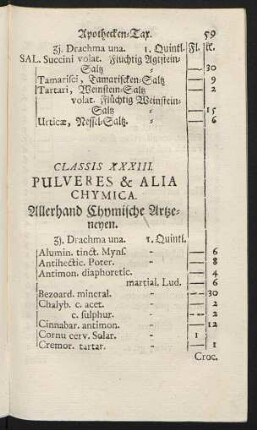 Apothecken-Tax. 59
ʒj. Drachma una. 1. Quintl. Fl. ꝛc.
SAL. Succini volat. Flüchtig Agtstein-
Saltz - — 30
Tamarisci, Tamariscken-Saltz — 9
Tartari, Weinstein-Saltz - — 2
volat. Flüchtig Weinstein-
Saltz - — 15
Urticæ, Nessel-Saltz. - — 6
CLASSIS XXXIII.
PULVERES & ALIA
CHYMICA.
Allerhand Chymische Artze-
neyen.
ʒj. Drachma una. 1. Quintl.
Alumin. tinct. Mynſ. - — 6
Antihectic. Poter. - — 8
Antimon. diaphoretic. - — 4
martial. Lud. — 6
Bezoard. mineral. - — 30
Chalyb. c. acet. - — 2
c. sulphur. - — 2
Cinnabar. antimon. - — 12
Cornu cerv. Solar. - 1
Cremor. tartar. - — 1
Croc.